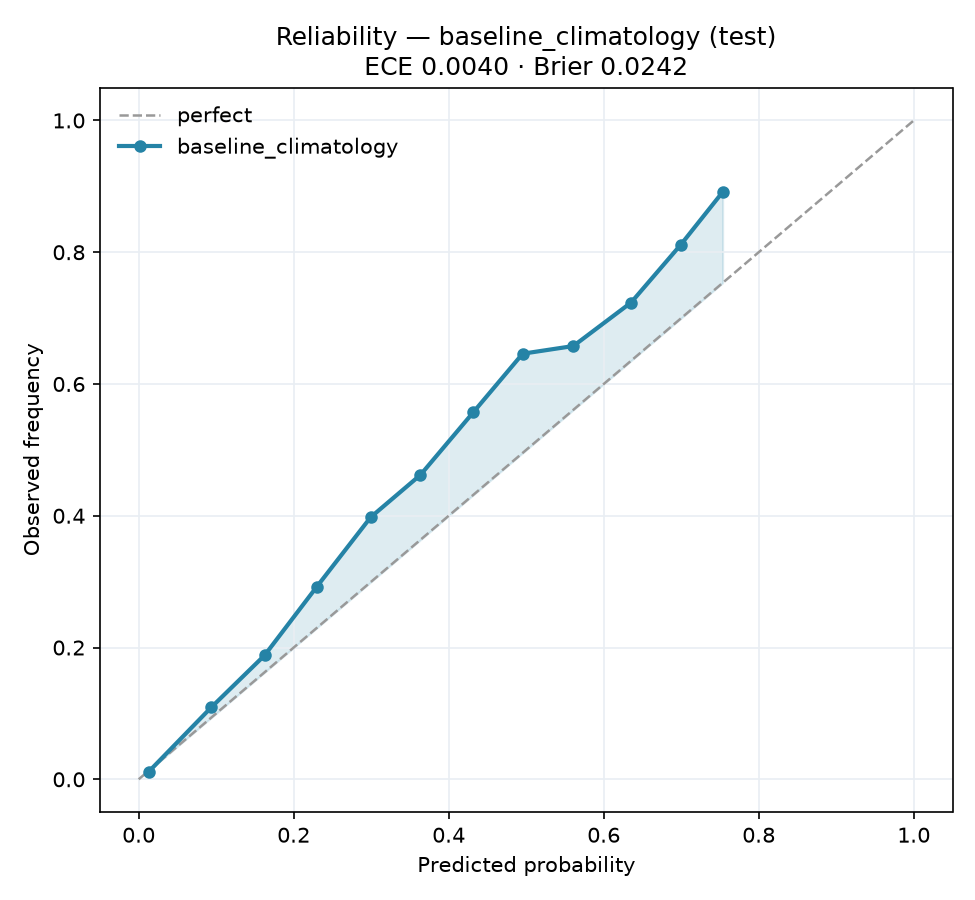 Reliability — baseline_climatology (test)
ECE 0.0040 · Brier 0.0242
perfect
baseline_climatology
1.0
0.8
0.6
0.4
0.2
0.0
Observed frequency
0.0 0.2 0.4 0.6 0.8 1.0
Predicted probability